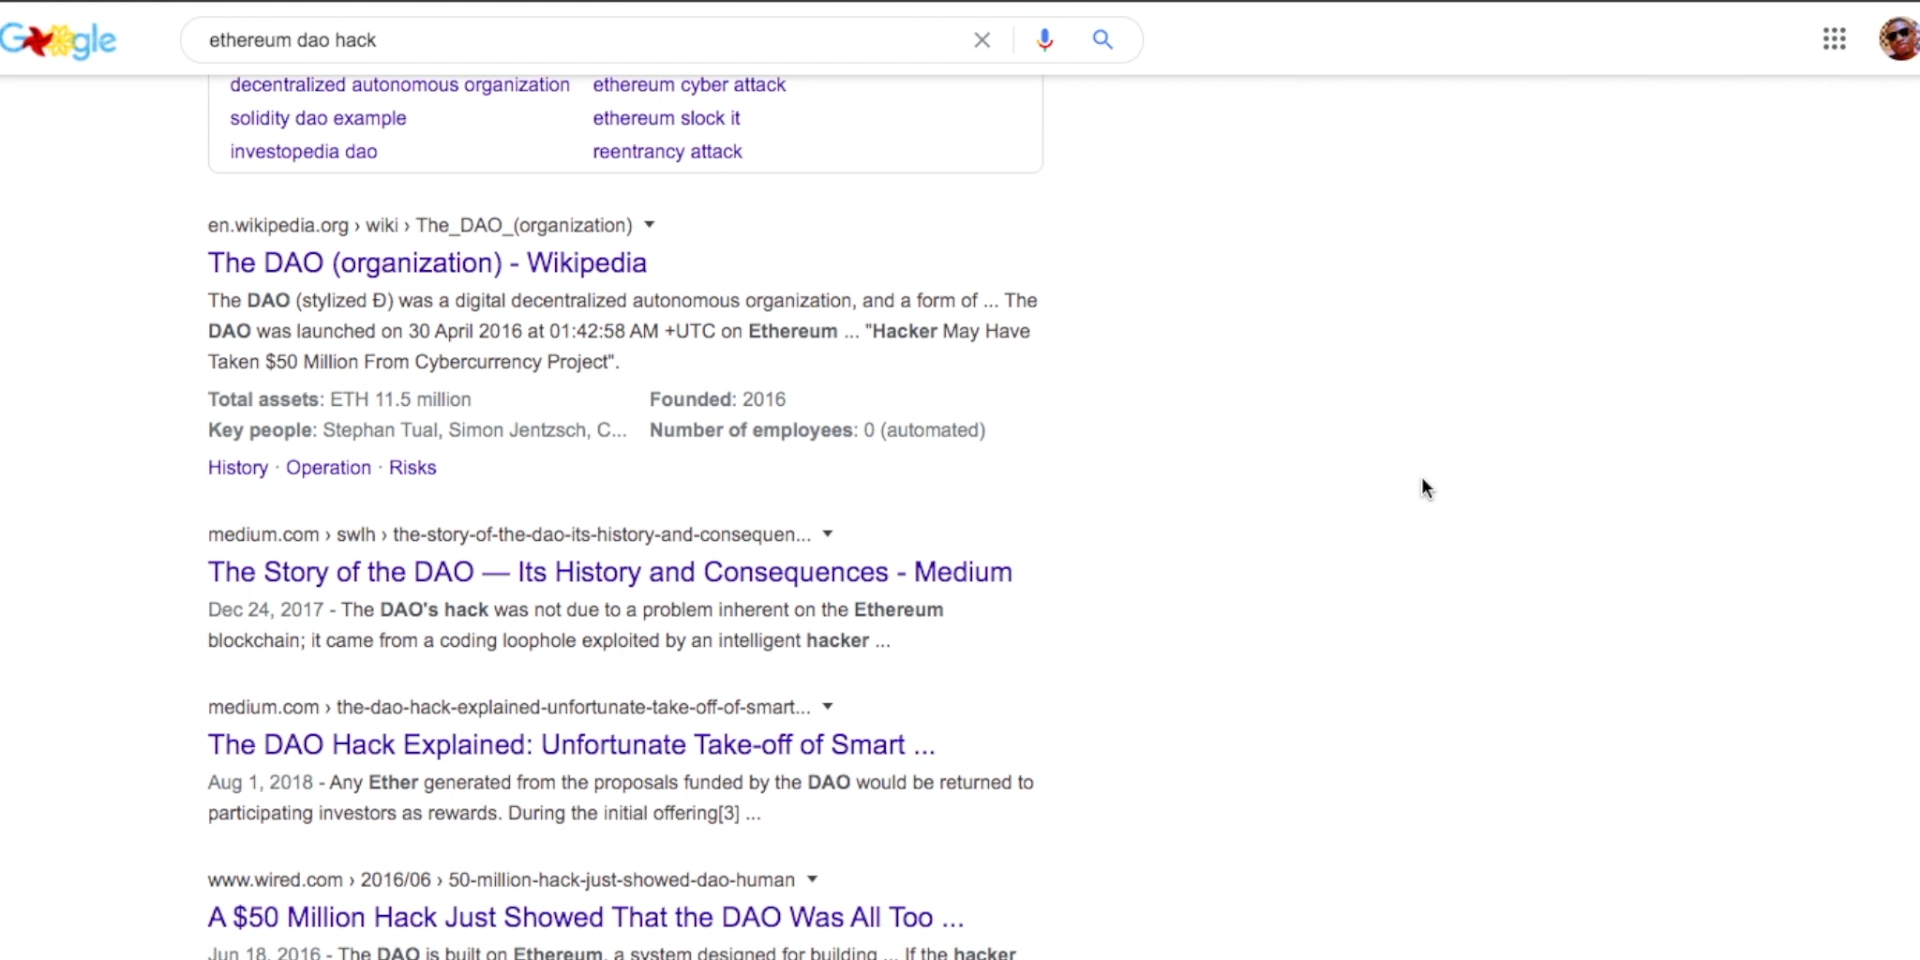 Google
ethereum dao hack
decentralized autonomous organization ethereum cyber attack
solidity dao example ethereum slock it
investopedia dao reentrancy attack
en.wikipedia.org › wiki › The_DAO_(organization)
The DAO (organization) - Wikipedia
The DAO (stylized Đ) was a digital decentralized autonomous organization, and a form of ... The
DAO was launched on 30 April 2016 at 01:42:58 AM +UTC on Ethereum ... "Hacker May Have
Taken $50 Million From Cybercurrency Project".
Total assets: ETH 11.5 million Founded: 2016
Key people: Stephan Tual, Simon Jentzsch, C... Number of employees: 0 (automated)
History · Operation · Risks
medium.com › swlh › the-story-of-the-dao-its-history-and-consequen...
The Story of the DAO — Its History and Consequences - Medium
Dec 24, 2017 - The DAO's hack was not due to a problem inherent on the Ethereum
blockchain; it came from a coding loophole exploited by an intelligent hacker ...
medium.com › the-dao-hack-explained-unfortunate-take-off-of-smart...
The DAO Hack Explained: Unfortunate Take-off of Smart ...
Aug 1, 2018 - Any Ether generated from the proposals funded by the DAO would be returned to
participating investors as rewards. During the initial offering[3] ...
www.wired.com › 2016/06 › 50-million-hack-just-showed-dao-human
A $50 Million Hack Just Showed That the DAO Was All Too ...
Jun 18, 2016 - The DAO is built on Ethereum, a system designed for building ... If the hacker